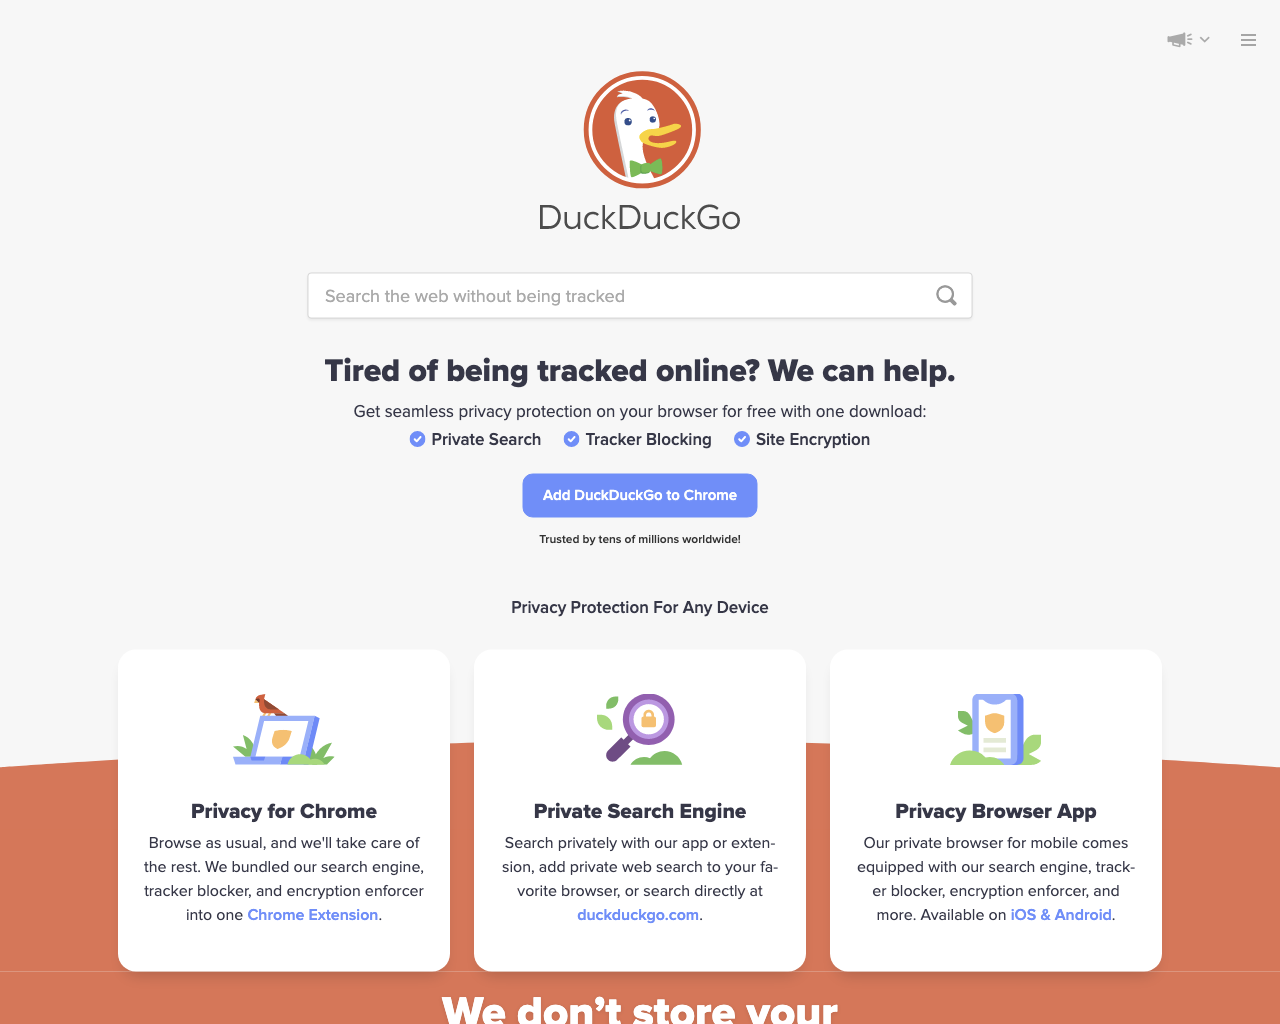 DuckDuckGo
Search the web without being tracked
Tired of being tracked online? We can help.
Get seamless privacy protection on your browser for free with one download:
Private Search Tracker Blocking Site Encryption
Add DuckDuckGo to Chrome
Trusted by tens of millions worldwide!
Privacy Protection For Any Device
Privacy for Chrome
Browse as usual, and we'll take care of
the rest. We bundled our search engine,
tracker blocker, and encryption enforcer
into one Chrome Extension.
Private Search Engine
Search privately with our app or exten-
sion, add private web search to your fa-
vorite browser, or search directly at
duckduckgo.com.
Privacy Browser App
Our private browser for mobile comes
equipped with our search engine, track-
er blocker, encryption enforcer, and
more. Available on iOS & Android.
We don’t store your